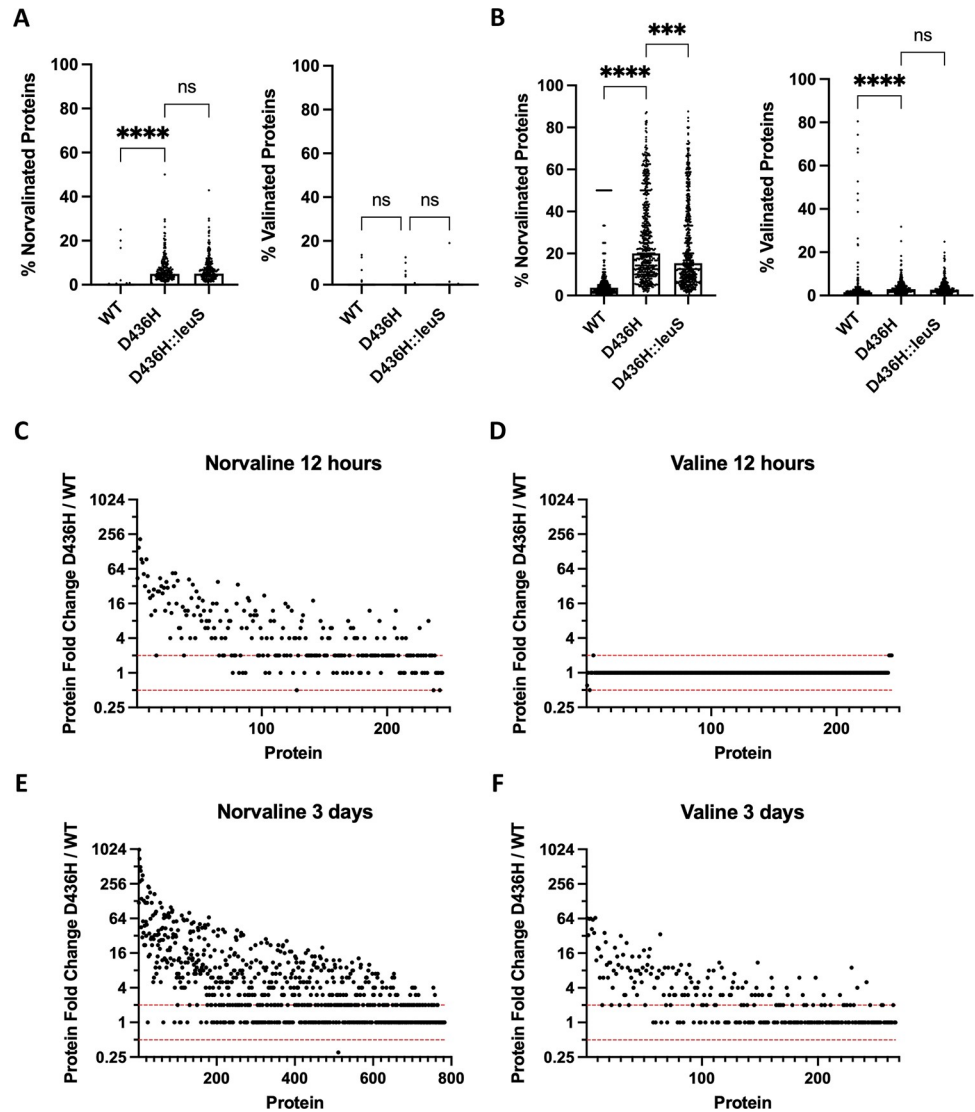 A
% Norvalinated Proteins
100
80
60
40
20
0
****
ns
WT
D436H
D436H::leuS
% Valinated Proteins
100
80
60
40
20
0
ns
ns
WT
D436H
D436H::leuS
B
% Norvalinated Proteins
100
80
60
40
20
0
****
***
WT
D436H
D436H::leuS
% Valinated Proteins
100
80
60
40
20
0
****
ns
WT
D436H
D436H::leuS
C
Norvaline 12 hours
Protein Fold Change D436H / WT
1024
256
64
16
4
1
0.25
100
200
Protein
D
Valine 12 hours
Protein Fold Change D436H / WT
1024
256
64
16
4
1
0.25
100
200
Protein
E
Norvaline 3 days
Protein Fold Change D436H / WT
1024
256
64
16
4
1
0.25
200
400
600
800
Protein
F
Valine 3 days
Protein Fold Change D436H / WT
1024
256
64
16
4
1
0.25
100
200
Protein